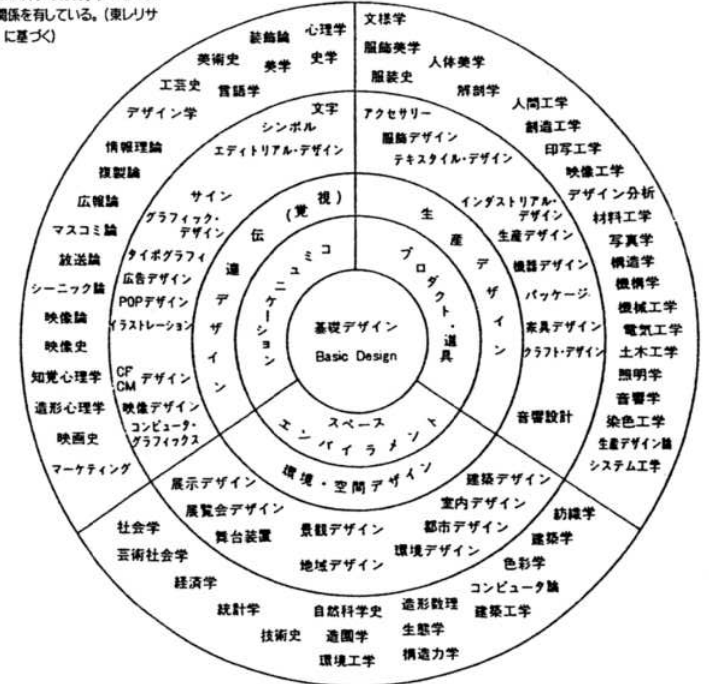 関係を有している。(東レリサ
に基づく)
装飾論
心理学
美術史
美学
史学
工芸史
言語学
デザイン学
情報理論
複製論
広報論
マスコミ論
放送論
シーニック論
映像論
映像史
知覚心理学
造形心理学
映画史
マーケティング
文様学
服飾美学
人体美学
服装史
解剖学
人間工学
創造工学
印写工学
映像工学
デザイン分析
材料工学
写真学
構造学
機構学
機械工学
電気工学
土木工学
照明学
音響学
染色工学
生産デザイン論
システム工学
社会学
芸術社会学
経済学
統計学
技術史
自然科学史
造園学
環境工学
造形数理
生態学
構造力学
紡織学
建築学
色彩学
コンピュータ論
建築工学
文字
シンボル
エディトリアル・デザイン
サイン
グラフィック・
デザイン
タイポグラフィ
広告デザイン
POPデザイン
イラストレーション
CF
CM
デザイン
映像デザイン
コンピュータ・
グラフィックス
アクセサリー
服飾デザイン
テキスタイル・デザイン
インダストリアル・
デザイン
生産デザイン
機器デザイン
パッケージ
家具デザイン
クラフト・デザイン
音響設計
展示デザイン
展覧会デザイン
舞台装置
景観デザイン
地域デザイン
建築デザイン
室内デザイン
都市デザイン
環境デザイン
(視覚)
伝達デザイン
生産デザイン
環境・空間デザイン
コミュニケーション
プロダクト・道具
スペース
エンバイラメント
基礎デザイン
Basic Design